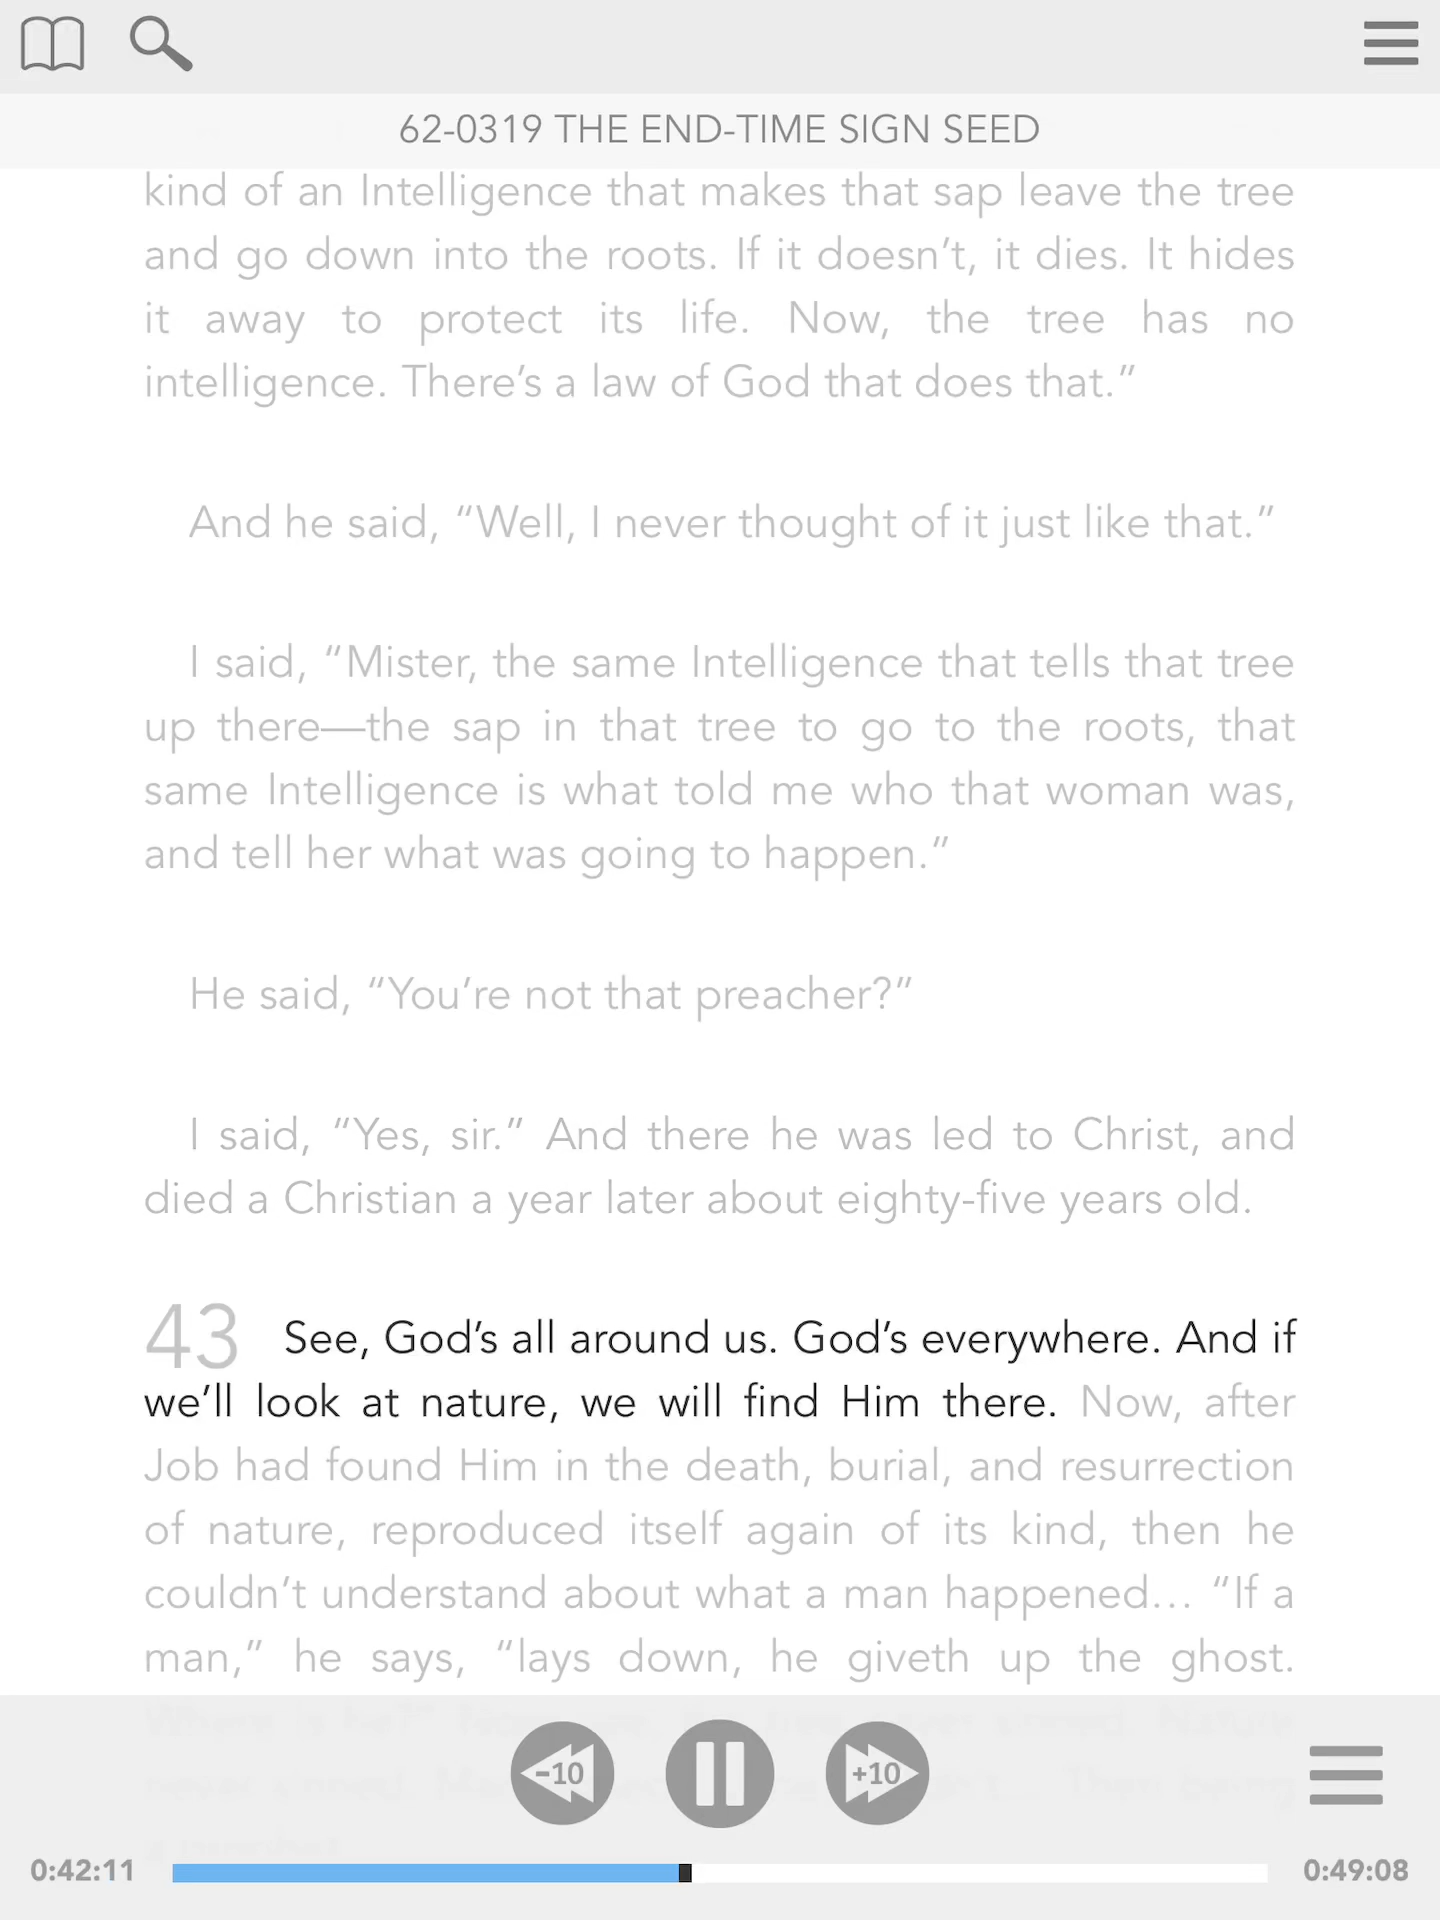 62-0319 THE END-TIME SIGN SEED
kind of an Intelligence that makes that sap leave the tree
and go down into the roots. If it doesn’t, it dies. It hides
it away to protect its life. Now, the tree has no
intelligence. There’s a law of God that does that.”
And he said, “Well, I never thought of it just like that.”
I said, “Mister, the same Intelligence that tells that tree
up there—the sap in that tree to go to the roots, that
same Intelligence is what told me who that woman was,
and tell her what was going to happen.”
He said, “You’re not that preacher?”
I said, “Yes, sir.” And there he was led to Christ, and
died a Christian a year later about eighty-five years old.
43 See, God’s all around us. God’s everywhere. And if
we’ll look at nature, we will find Him there. Now, after
Job had found Him in the death, burial, and resurrection
of nature, reproduced itself again of its kind, then he
couldn’t understand about what a man happened… “If a
man,” he says, “lays down, he giveth up the ghost.
-10 +10
0:42:11 0:49:08